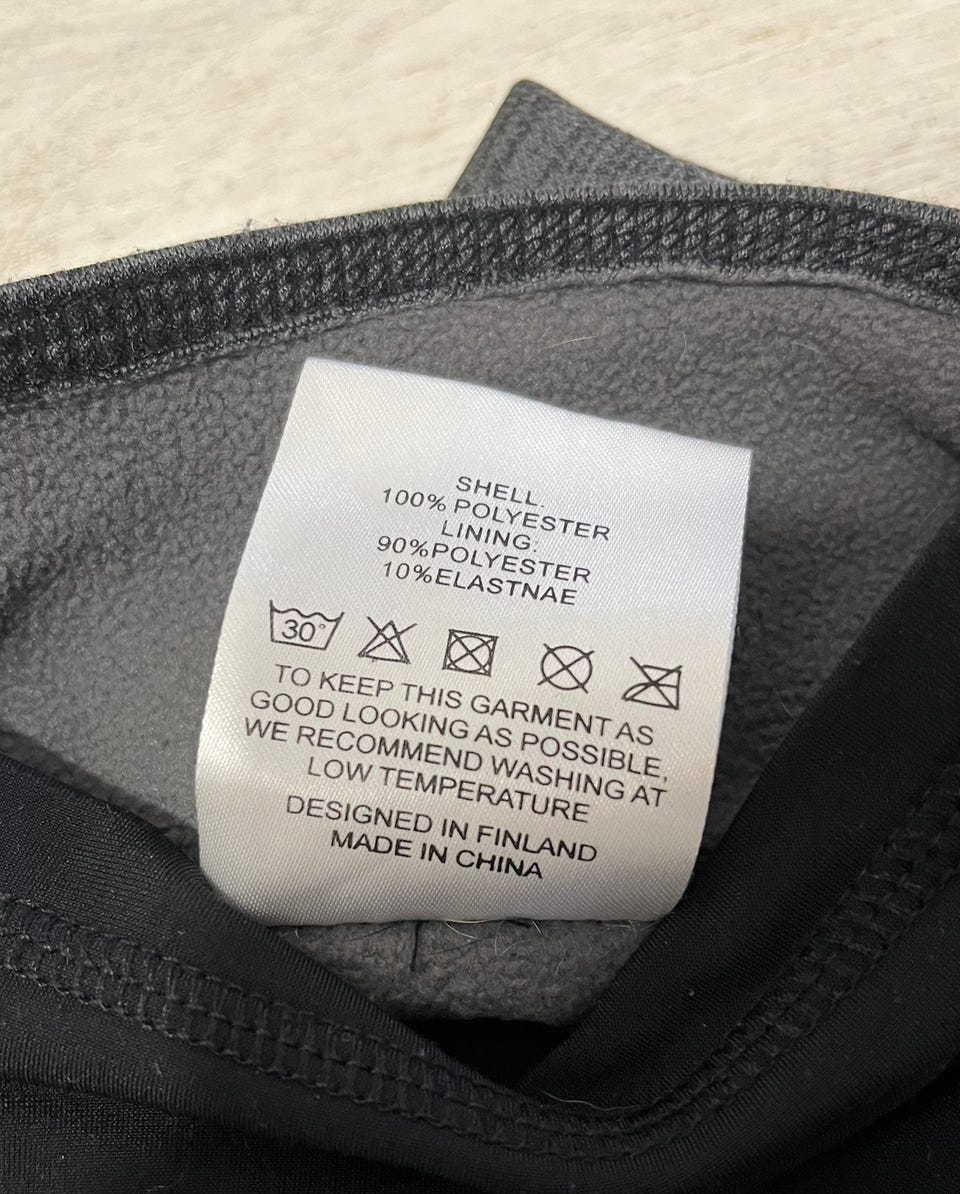 SHELL.
100% POLYESTER
LINING:
90%POLYESTER
10%ELASTNAE
30°
TO KEEP THIS GARMENT AS
GOOD LOOKING AS POSSIBLE,
WE RECOMMEND WASHING AT
LOW TEMPERATURE
DESIGNED IN FINLAND
MADE IN CHINA